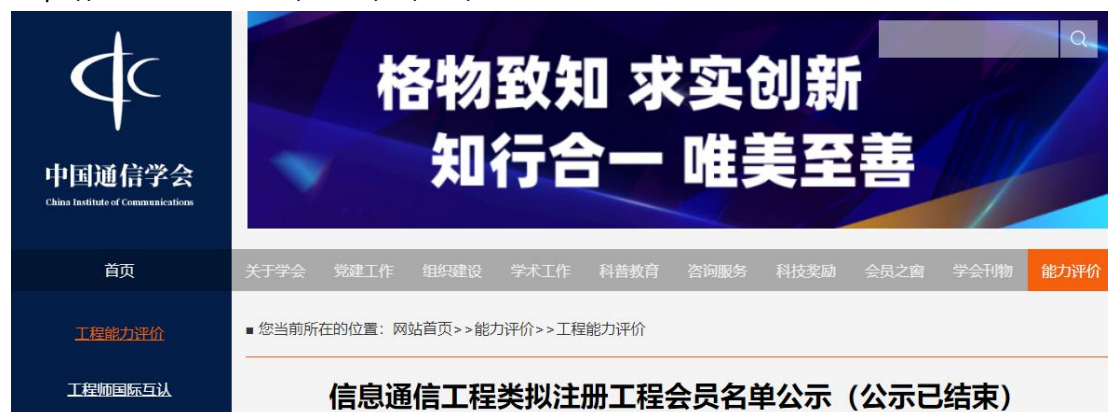 格物致知 求实创新
知行合一 唯美至善
中国通信学会
China Institute of Communications
首页
关于学会 党建工作 组织建设 学术工作 科普教育 咨询服务 科技奖励 会员之窗 学会刊物 能力评价
工程能力评价
工程师国际互认
■ 您当前所在的位置：网站首页>>能力评价>>工程能力评价
信息通信工程类拟注册工程会员名单公示（公示已结束）